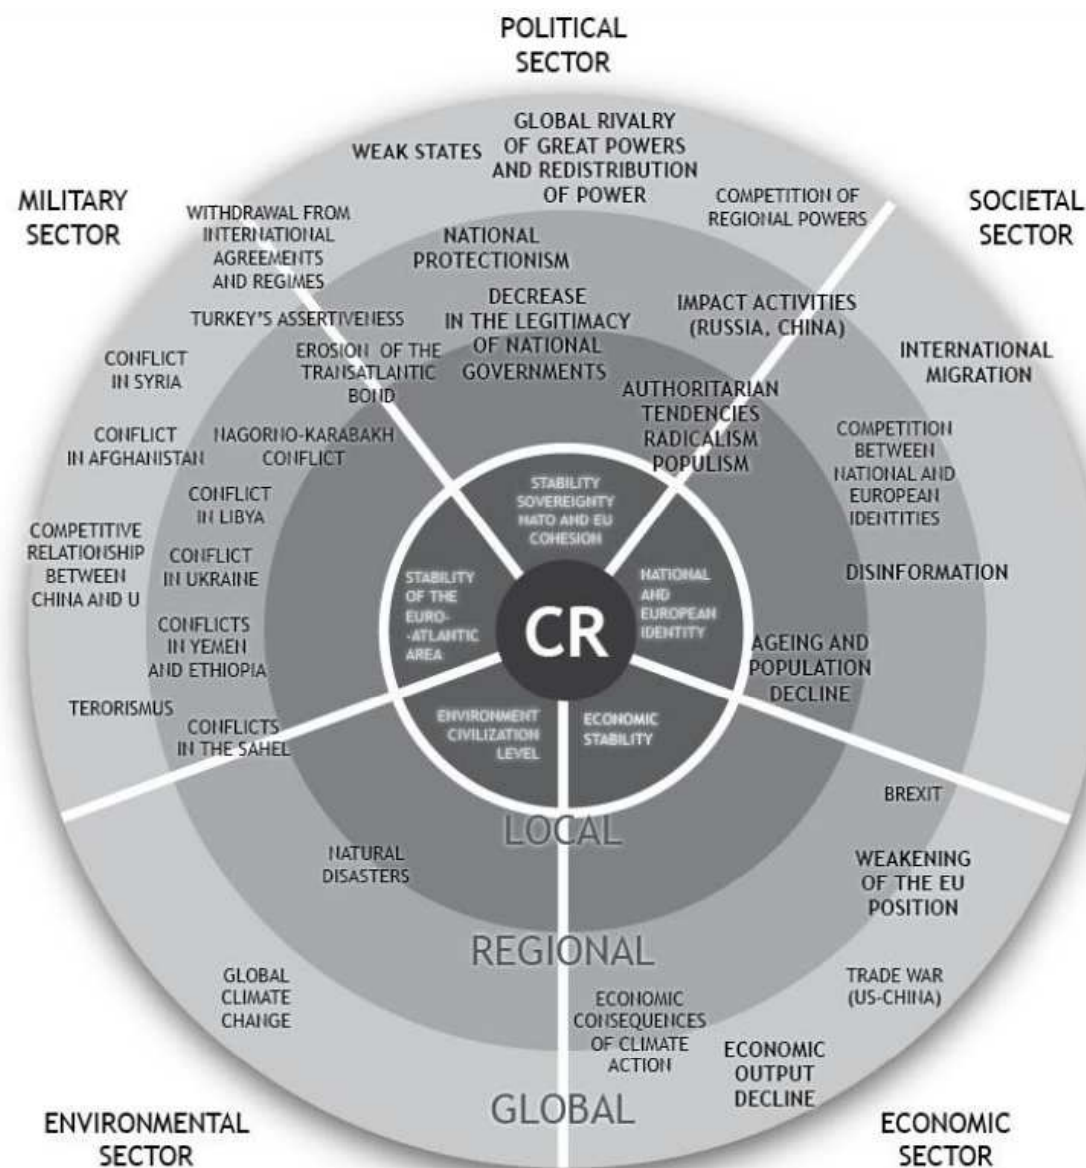 POLITICAL
SECTOR
MILITARY
SECTOR
SOCIETAL
SECTOR
WEAK STATES
GLOBAL RIVALRY
OF GREAT POWERS
AND REDISTRIBUTION
OF POWER
COMPETITION OF
REGIONAL POWERS
WITHDRAWAL FROM
INTERNATIONAL
AGREEMENTS
AND REGIMES
NATIONAL
PROTECTIONISM
TURKEY'S ASSERTIVENESS
DECREASE
IN THE LEGITIMACY
OF NATIONAL
GOVERNMENTS
IMPACT ACTIVITIES
(RUSSIA, CHINA)
EROSION OF THE
TRANSATLANTIC
BOND
AUTHORITARIAN
TENDENCIES
RADICALISM
POPULISM
CONFLICT
IN SYRIA
CONFLICT
IN AFGHANISTAN
NAGORNO-KARABAKH
CONFLICT
CONFLICT
IN LIBYA
COMPETITIVE
RELATIONSHIP
BETWEEN
CHINA AND U
CONFLICT
IN UKRAINE
CONFLICTS
IN YEMEN
AND ETHIOPIA
TERORISMUS
CONFLICTS
IN THE SAHEL
INTERNATIONAL
MIGRATION
COMPETITION
BETWEEN
NATIONAL AND
EUROPEAN
IDENTITIES
DISINFORMATION
AGEING AND
POPULATION
DECLINE
STABILITY
SOVEREIGNTY
NATO AND EU
COHESION
STABILITY
OF THE
EURO-
-ATLANTIC
AREA
CR
NATIONAL
AND
EUROPEAN
IDENTITY
ENVIRONMENT
CIVILIZATION
LEVEL
ECONOMIC
STABILITY
LOCAL
REGIONAL
GLOBAL
NATURAL
DISASTERS
GLOBAL
CLIMATE
CHANGE
BREXIT
WEAKENING
OF THE EU
POSITION
TRADE WAR
(US-CHINA)
ECONOMIC
CONSEQUENCES
OF CLIMATE
ACTION
ECONOMIC
OUTPUT
DECLINE
ENVIRONMENTAL
SECTOR
ECONOMIC
SECTOR